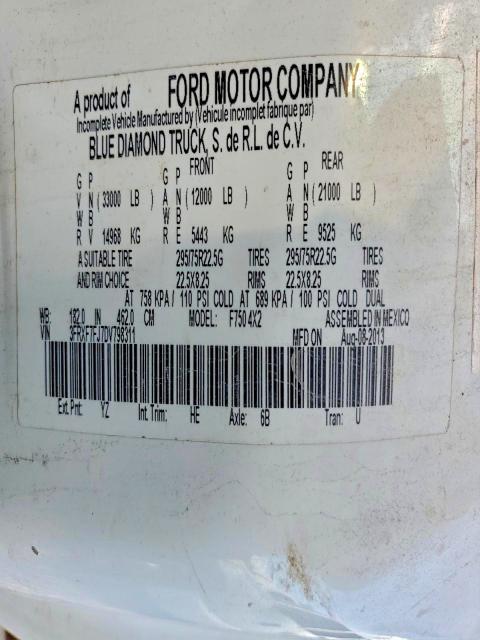 A product of FORD MOTOR COMPANY
Incomplete Vehicle Manufactured by (Vehicule incomplet fabrique par)
BLUE DIAMOND TRUCK, S. de R.L. de C.V.
FRONT REAR
G P G P G P
V N ( 33000 LB ) A N ( 12000 LB ) A N ( 21000 LB )
W B W B W B
R V 14968 KG R E 5443 KG R E 9525 KG
A SUITABLE TIRE 295/75R22.5G TIRES 295/75R22.5G TIRES
AND RIM CHOICE 22.5X8.25 RIMS 22.5X8.25 RIMS
AT 758 KPA / 110 PSI COLD AT 689 KPA / 100 PSI COLD DUAL
WB: 182.0 IN 462.0 CM MODEL: F750 4X2 ASSEMBLED IN MEXICO
VIN 3FRXF7FJ7DV798311 MFD ON Aug-08-2013
Ext. Pnt: YZ Int Trim: HE Axle: 6B Tran: U